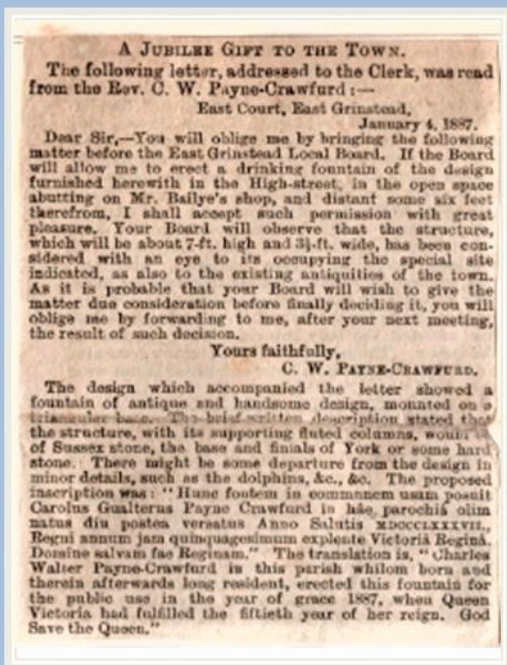 A JUBILEE GIFT TO THE TOWN.
The following letter, addressed to the Clerk, was read
from the Rev. C. W. Payne-Crawfurd :—
East Court, East Grinstead,
January 4, 1887.
Dear Sir,—You will oblige me by bringing the following
matter before the East Grinstead Local Board. If the Board
will allow me to erect a drinking fountain of the design
furnished herewith in the High-street, in the open space
abutting on Mr. Bailye's shop, and distant some six feet
therefrom, I shall accept such permission with great
pleasure. Your Board will observe that the structure,
which will be about 7-ft. high and 3½-ft. wide, has been con-
sidered with an eye to its occupying the special site
indicated, as also to the existing antiquities of the town.
As it is probable that your Board will wish to give the
matter due consideration before finally deciding it, you will
oblige me by forwarding to me, after your next meeting,
the result of such decision.
Yours faithfully,
C. W. PAYNE-CRAWFURD.
The design which accompanied the letter showed a
fountain of antique and handsome design, mounted on a
triangular base. The brief written description stated that
the structure, with its supporting fluted columns, would
of Sussex stone, the base and finials of York or some hard
stone. There might be some departure from the design in
minor details, such as the dolphins, &c., &c. The proposed
inscription was: "Hunc fontem in communem usam posuit
Carolus Gualterus Payne Crawfurd in hâc parochiâ olim
natus diu postea versatus Anno Salutis MDCCCLXXXVII.,
Regni annum jam quinquagesimum explente Victoriâ Reginâ.
Domine salvam fac Reginam." The translation is, "Charles
Walter Payne-Crawfurd in this parish whilom born and
therein afterwards long resident, erected this fountain for
the public use in the year of grace 1887, when Queen
Victoria had fulfilled the fiftieth year of her reign. God
Save the Queen."